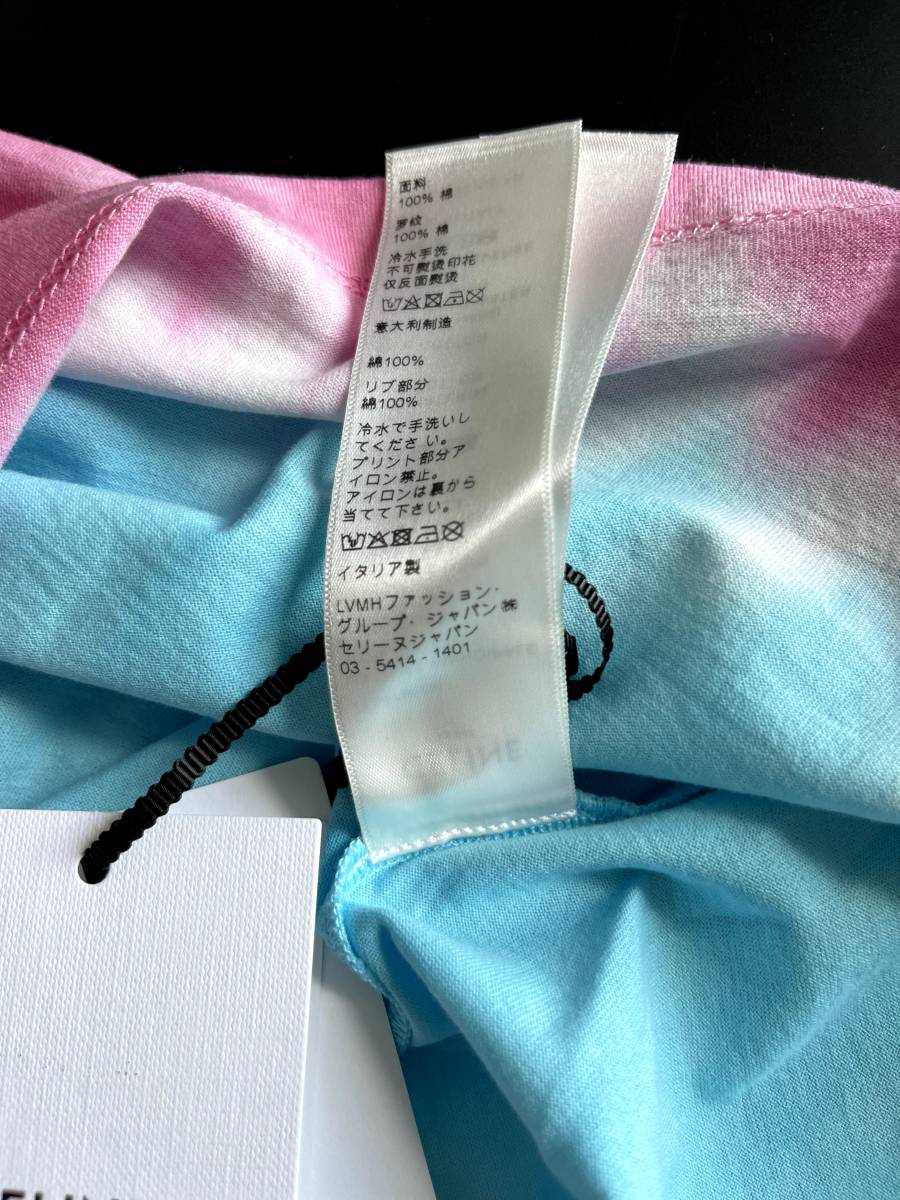 面料
100% 棉
罗纹
100% 棉
冷水手洗
不可熨烫印花
仅反面熨烫
意大利制造
綿100%
リブ部分
綿100%
冷水で手洗いし
てください。
プリント部分ア
イロン禁止。
アイロンは裏から
当てて下さい。
イタリア製
LVMHファッション・
グループ・ジャパン㈱
セリーヌジャパン
03 - 5414 - 1401